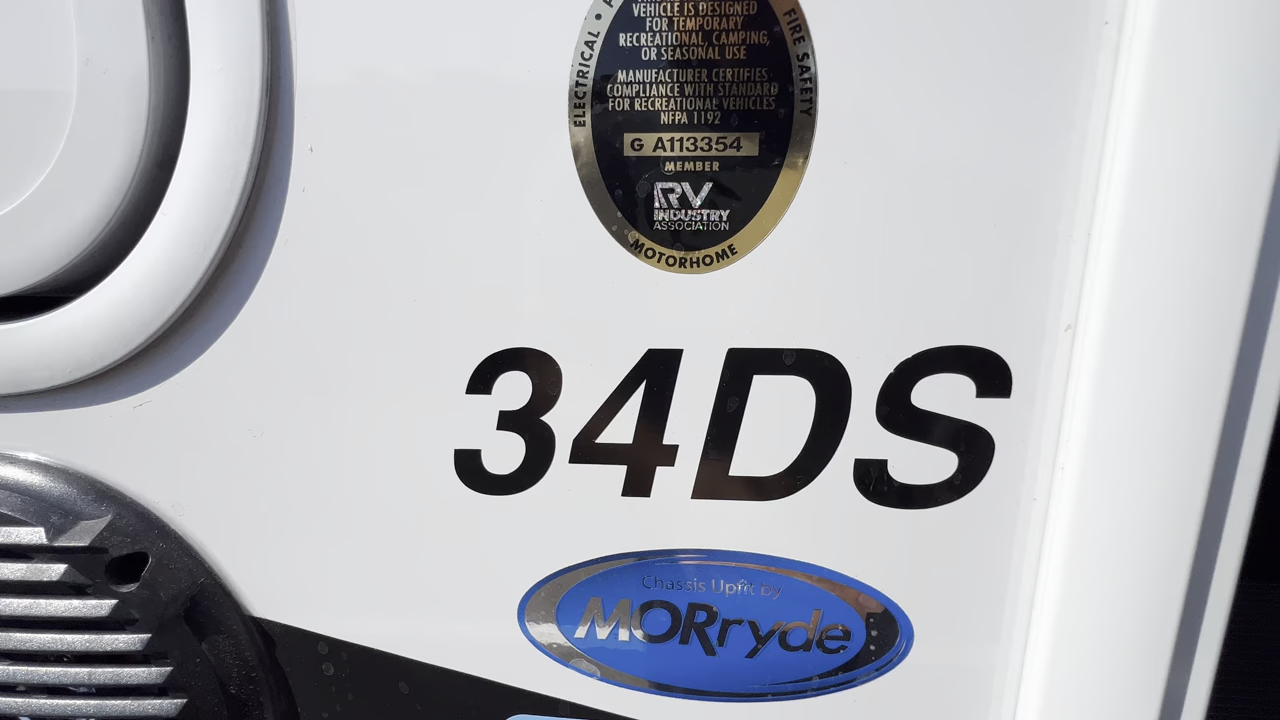 ELECTRICAL •
FIRE SAFETY
VEHICLE IS DESIGNED
FOR TEMPORARY
RECREATIONAL, CAMPING,
OR SEASONAL USE
MANUFACTURER CERTIFIES
COMPLIANCE WITH STANDARD
FOR RECREATIONAL VEHICLES
NFPA 1192
G A113354
MEMBER
RV
INDUSTRY
ASSOCIATION
MOTORHOME
34DS
Chassis Upfit by
MORryde